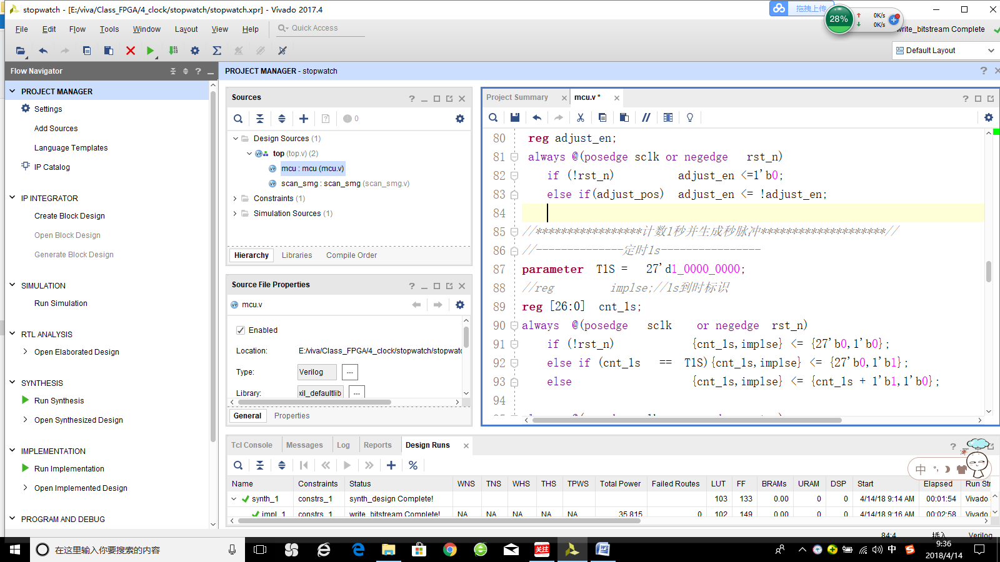 stopwatch - [E:/viva/Class_FPGA/4_clock/stopwatch/stopwatch.xpr] - Vivado 2017.4
拖拽上传
28%
0K/s
0K/s
File Edit Flow Tools Window Layout View Help
Quick Access
write_bitstream Complete
Default Layout
Flow Navigator
PROJECT MANAGER - stopwatch
PROJECT MANAGER
Settings
Add Sources
Language Templates
IP Catalog
IP INTEGRATOR
Create Block Design
Open Block Design
Generate Block Design
SIMULATION
Run Simulation
RTL ANALYSIS
Open Elaborated Design
SYNTHESIS
Run Synthesis
Open Synthesized Design
IMPLEMENTATION
Run Implementation
Open Implemented Design
PROGRAM AND DEBUG
Sources
0
Design Sources (1)
top (top.v) (2)
mcu : mcu (mcu.v)
scan_smg : scan_smg (scan_smg.v)
Constraints (1)
Simulation Sources (1)
Hierarchy Libraries Compile Order
Source File Properties
mcu.v
Enabled
Location: E:/viva/Class_FPGA/4_clock/stopwatch/stopwatc
Type: Verilog
Library: xil_defaultlib
General Properties
Project Summary mcu.v *
80 reg adjust_en;
81 always @(posedge sclk or negedge rst_n)
82 if (!rst_n) adjust_en <=1'b0;
83 else if(adjust_pos) adjust_en <= !adjust_en;
84
85 //*****************计数1秒并生成秒脉冲********************//
86 //--------------定时1s----------------
87 parameter T1S = 27'd1_0000_0000;
88 //reg implse;//1s到时标识
89 reg [26:0] cnt_1s;
90 always @(posedge sclk or negedge rst_n)
91 if (!rst_n) {cnt_1s,implse} <= {27'b0,1'b0};
92 else if (cnt_1s == T1S){cnt_1s,implse} <= {27'b0,1'b1};
93 else {cnt_1s,implse} <= {cnt_1s + 1'b1,1'b0};
94
Tcl Console Messages Log Reports Design Runs
Name Constraints Status WNS TNS WHS THS TPWS Total Power Failed Routes LUT FF BRAMs URAM DSP Start Elapsed Run Str
synth_1 constrs_1 synth_design Complete! 103 133 0.00 0 0 4/14/18 9:14 AM 00:01:54 Vivado
impl_1 constrs_1 write_bitstream Complete! NA NA NA NA NA 35.815 0 102 149 0.00 0 0 4/14/18 9:16 AM 00:02:58 Vivado
中
84:4 插入 Verilog
在这里输入你要搜索的内容
关注
中
9:36
2018/4/14